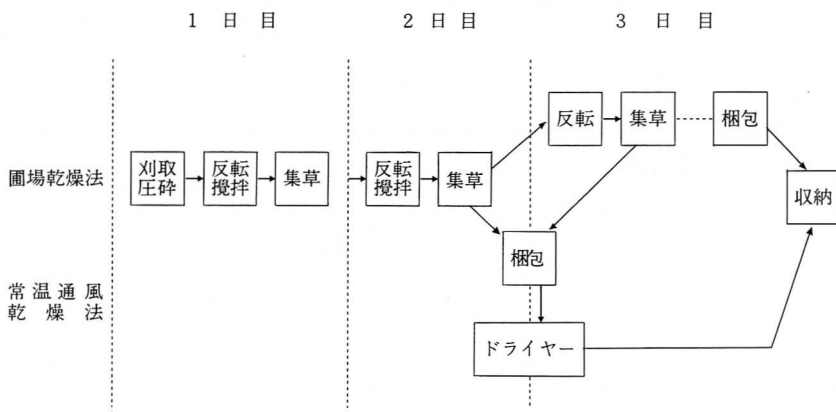 1 日 目
2 日 目
3 日 目
反転
集草
梱包
圃場乾燥法
刈取
圧砕
反転
攪拌
集草
反転
攪拌
集草
収納
梱包
常温通風
乾燥法
ドライヤー